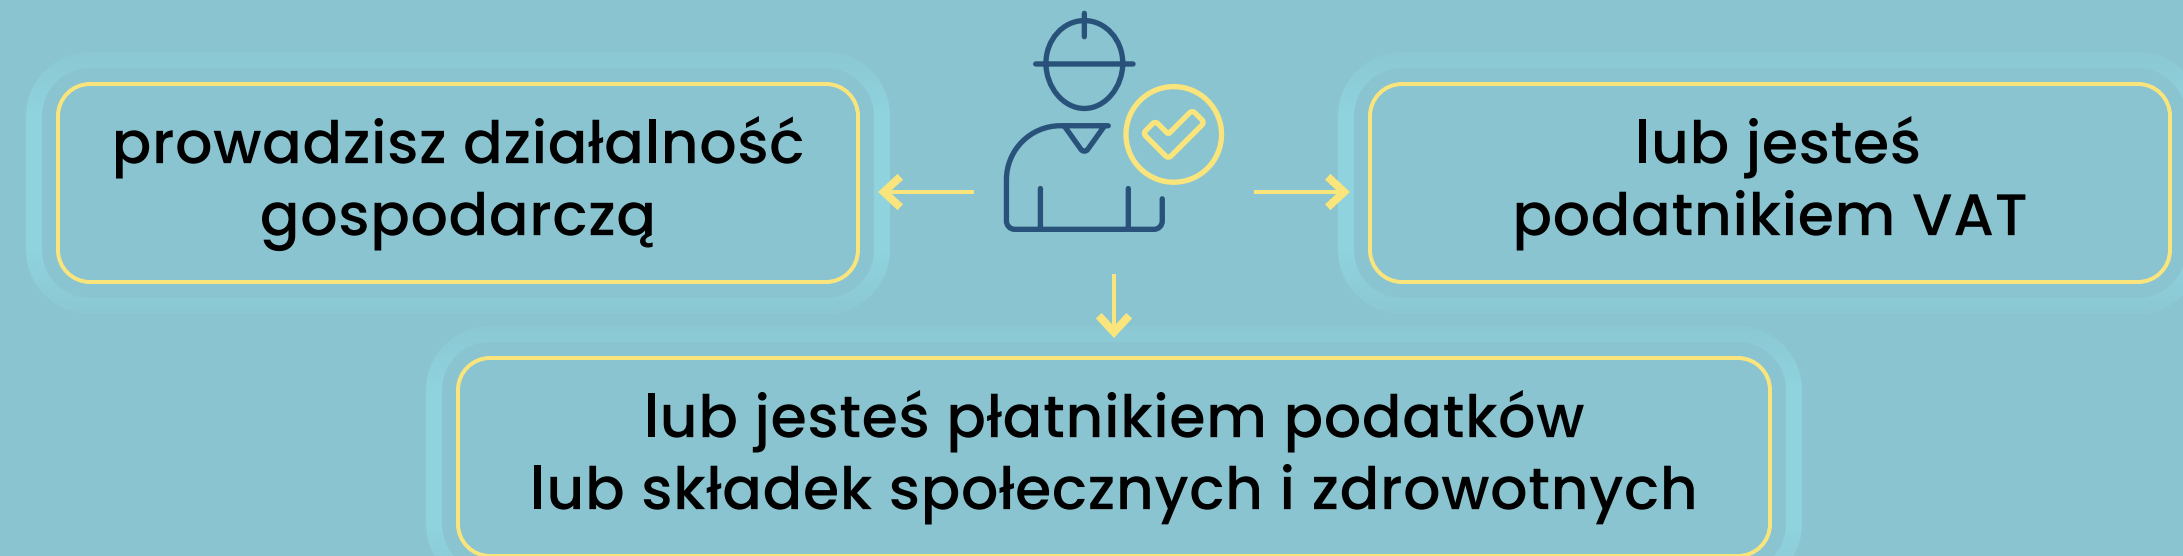 prowadzisz działalność
gospodarczą
lub jesteś
podatnikiem VAT
lub jesteś płatnikiem podatków
lub składek społecznych i zdrowotnych